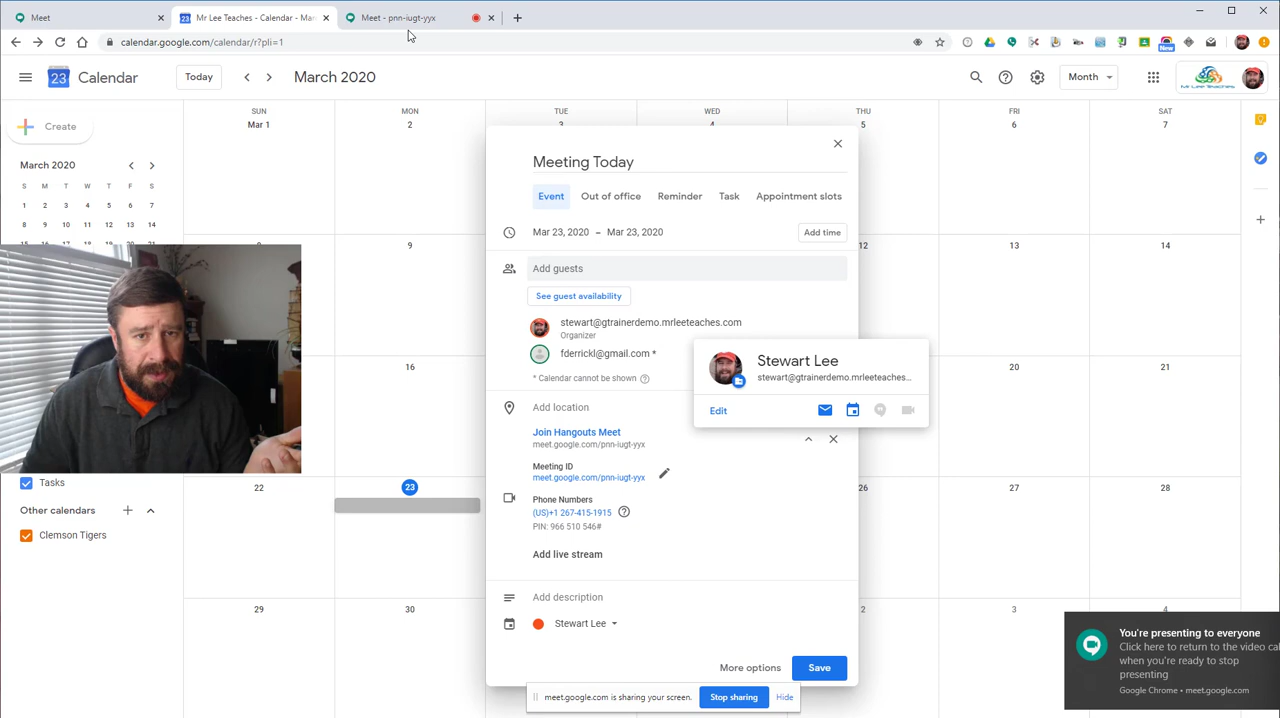 Meet
Mr Lee Teaches - Calendar - Mar
Meet - pnn-iugt-yyx
calendar.google.com/calendar/r?pli=1
New
23
Calendar
Today
March 2020
Month
Mr Lee Teaches
Create
SUN
MON
TUE
WED
THU
FRI
SAT
Mar 1
2
3
4
5
6
7
March 2020
S M T W T F S
1 2 3 4 5 6 7
8 9 10 11 12 13 14
9
12
13
14
16
20
21
22
23
26
27
28
29
30
2
3
4
Tasks
Other calendars
Clemson Tigers
Meeting Today
Event
Out of office
Reminder
Task
Appointment slots
Mar 23, 2020 – Mar 23, 2020
Add time
Add guests
See guest availability
stewart@gtrainerdemo.mrleeteaches.com
Organizer
fderrickl@gmail.com *
* Calendar cannot be shown
Stewart Lee
stewart@gtrainerdemo.mrleeteaches...
Edit
Add location
Join Hangouts Meet
meet.google.com/pnn-iugt-yyx
Meeting ID
meet.google.com/pnn-iugt-yyx
Phone Numbers
(US)+1 267-415-1915
PIN: 966 510 546#
Add live stream
Add description
Stewart Lee
More options
Save
meet.google.com is sharing your screen.
Stop sharing
Hide
You're presenting to everyone
Click here to return to the video cal
when you're ready to stop
presenting
Google Chrome • meet.google.com